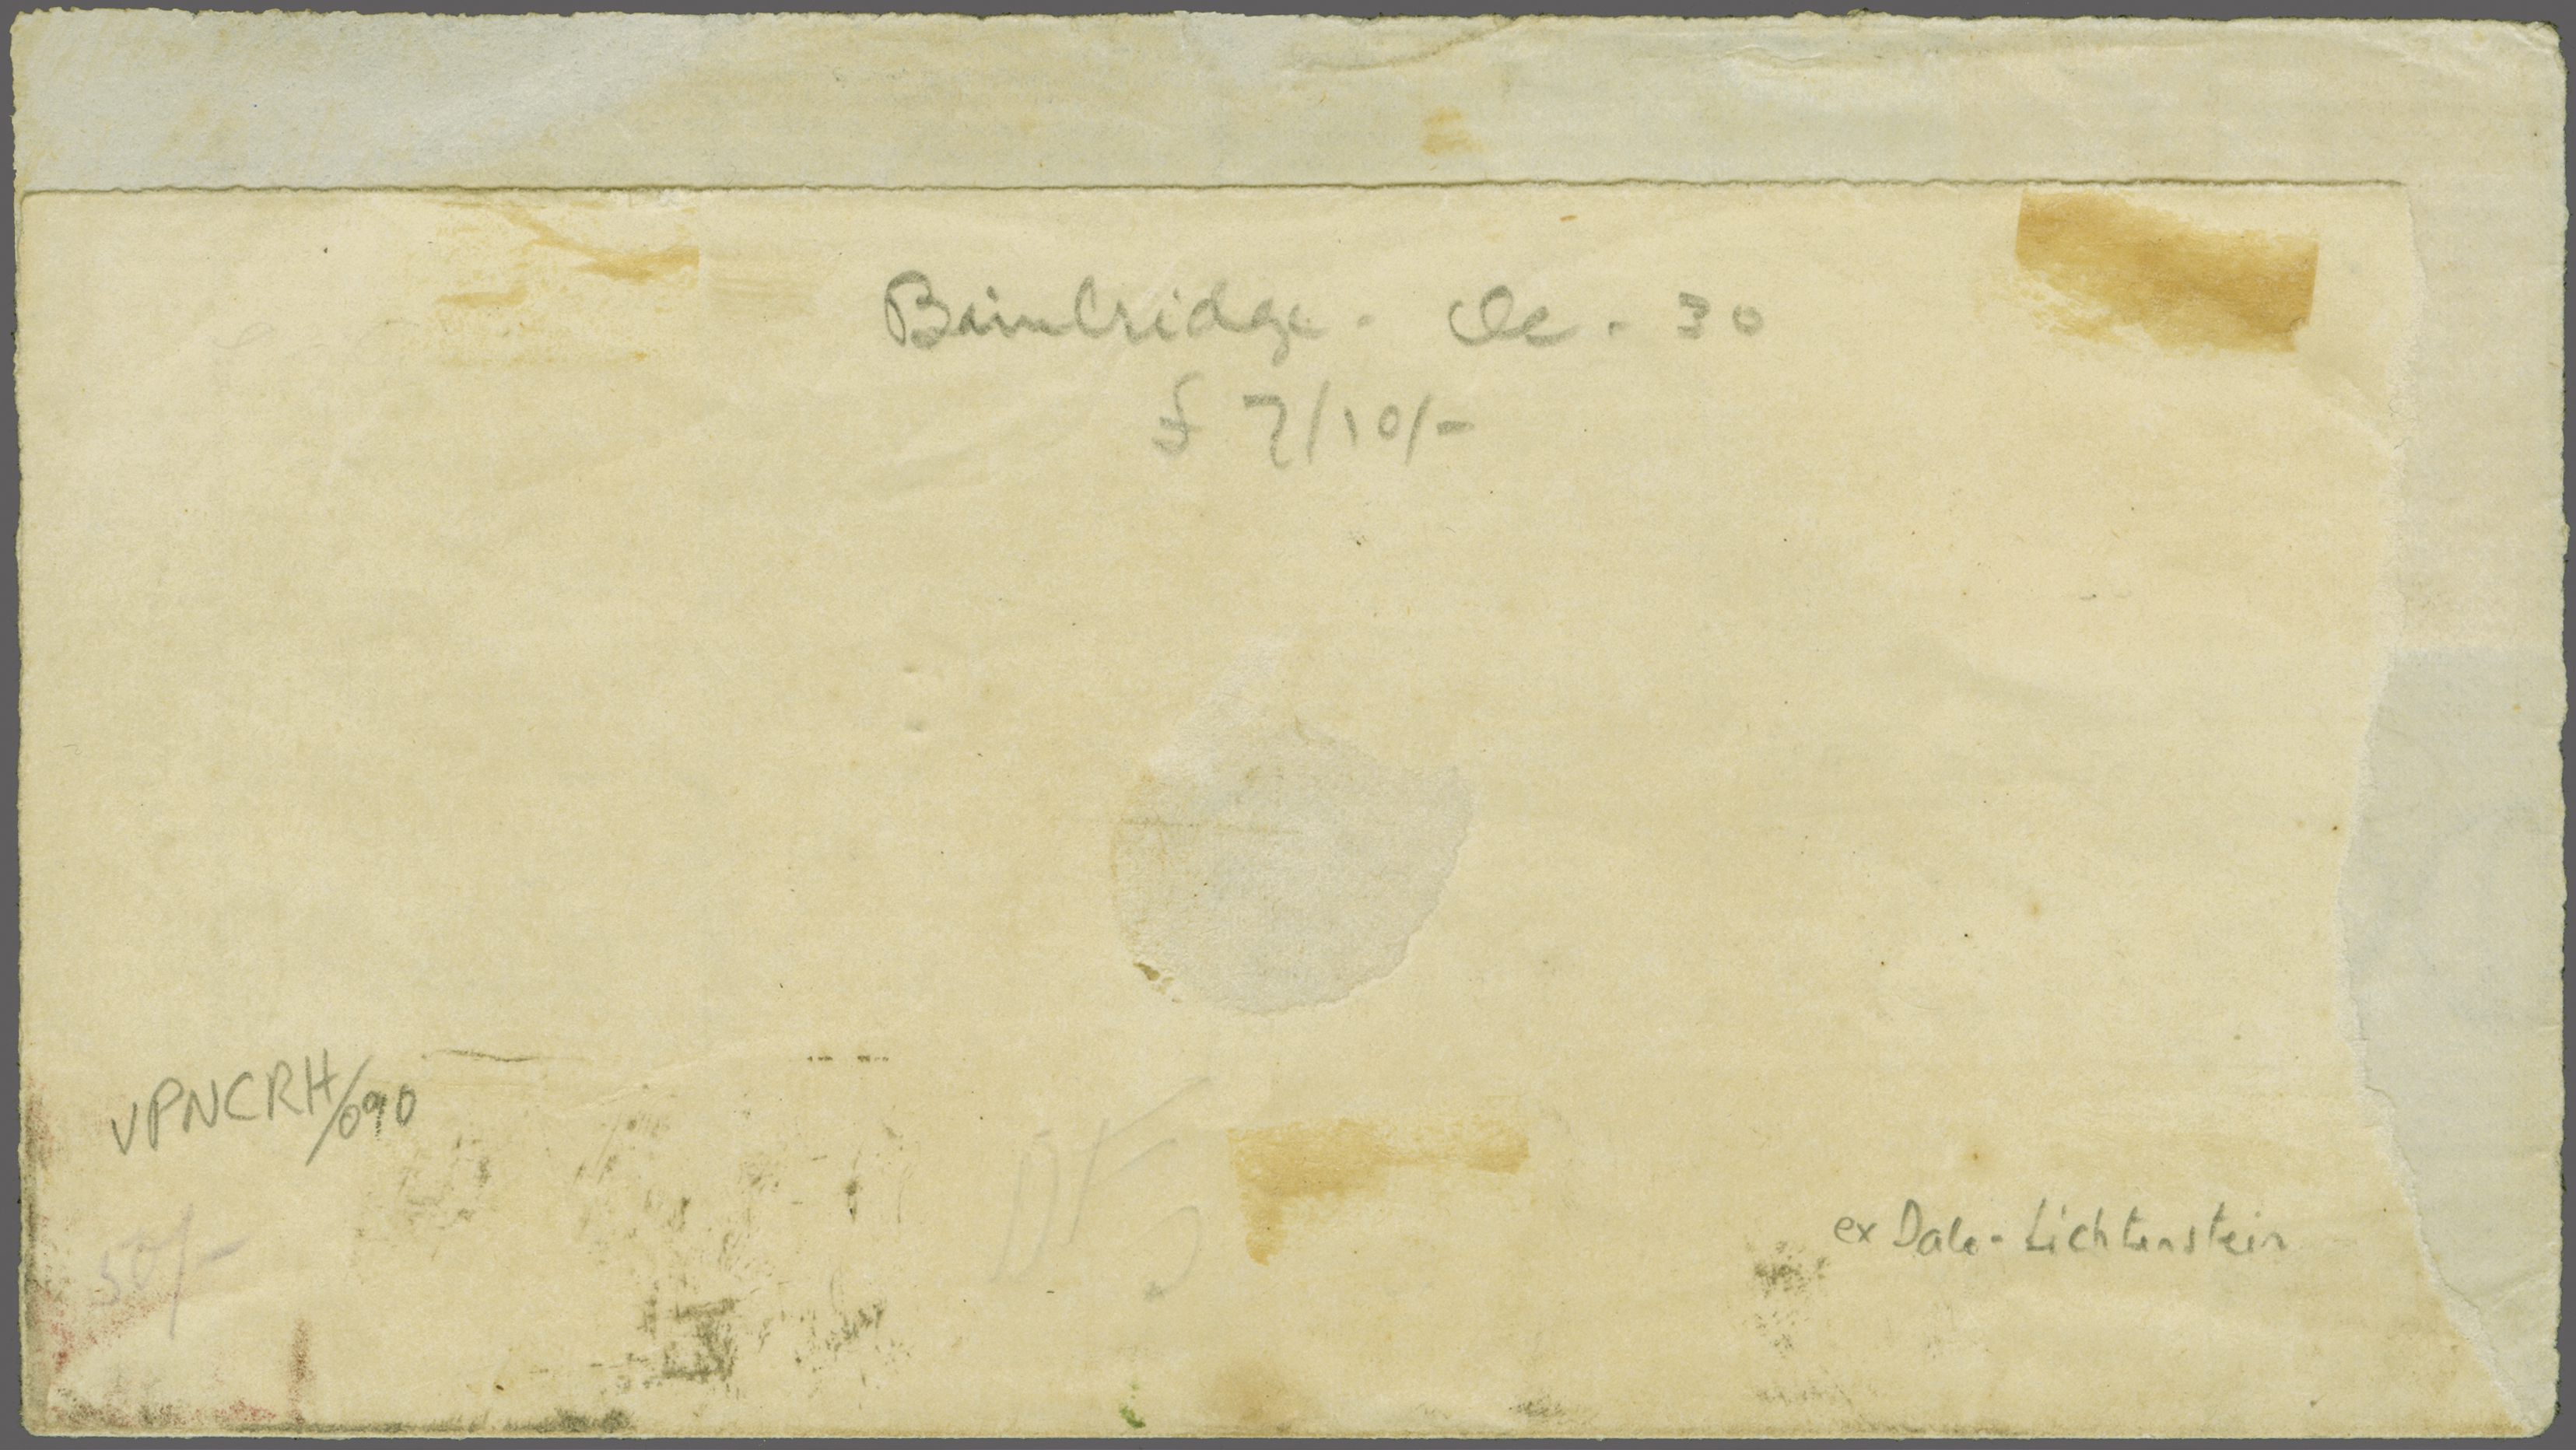 Bainbridge. Oc. 30
£ 7/10/-
VPNCRH/090
50/-
ex Dale-Lichtenstein